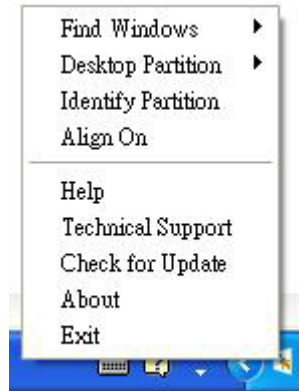 Find Windows
Desktop Partition
Identify Partition
Align On
Help
Technical Support
Check for Update
About
Exit